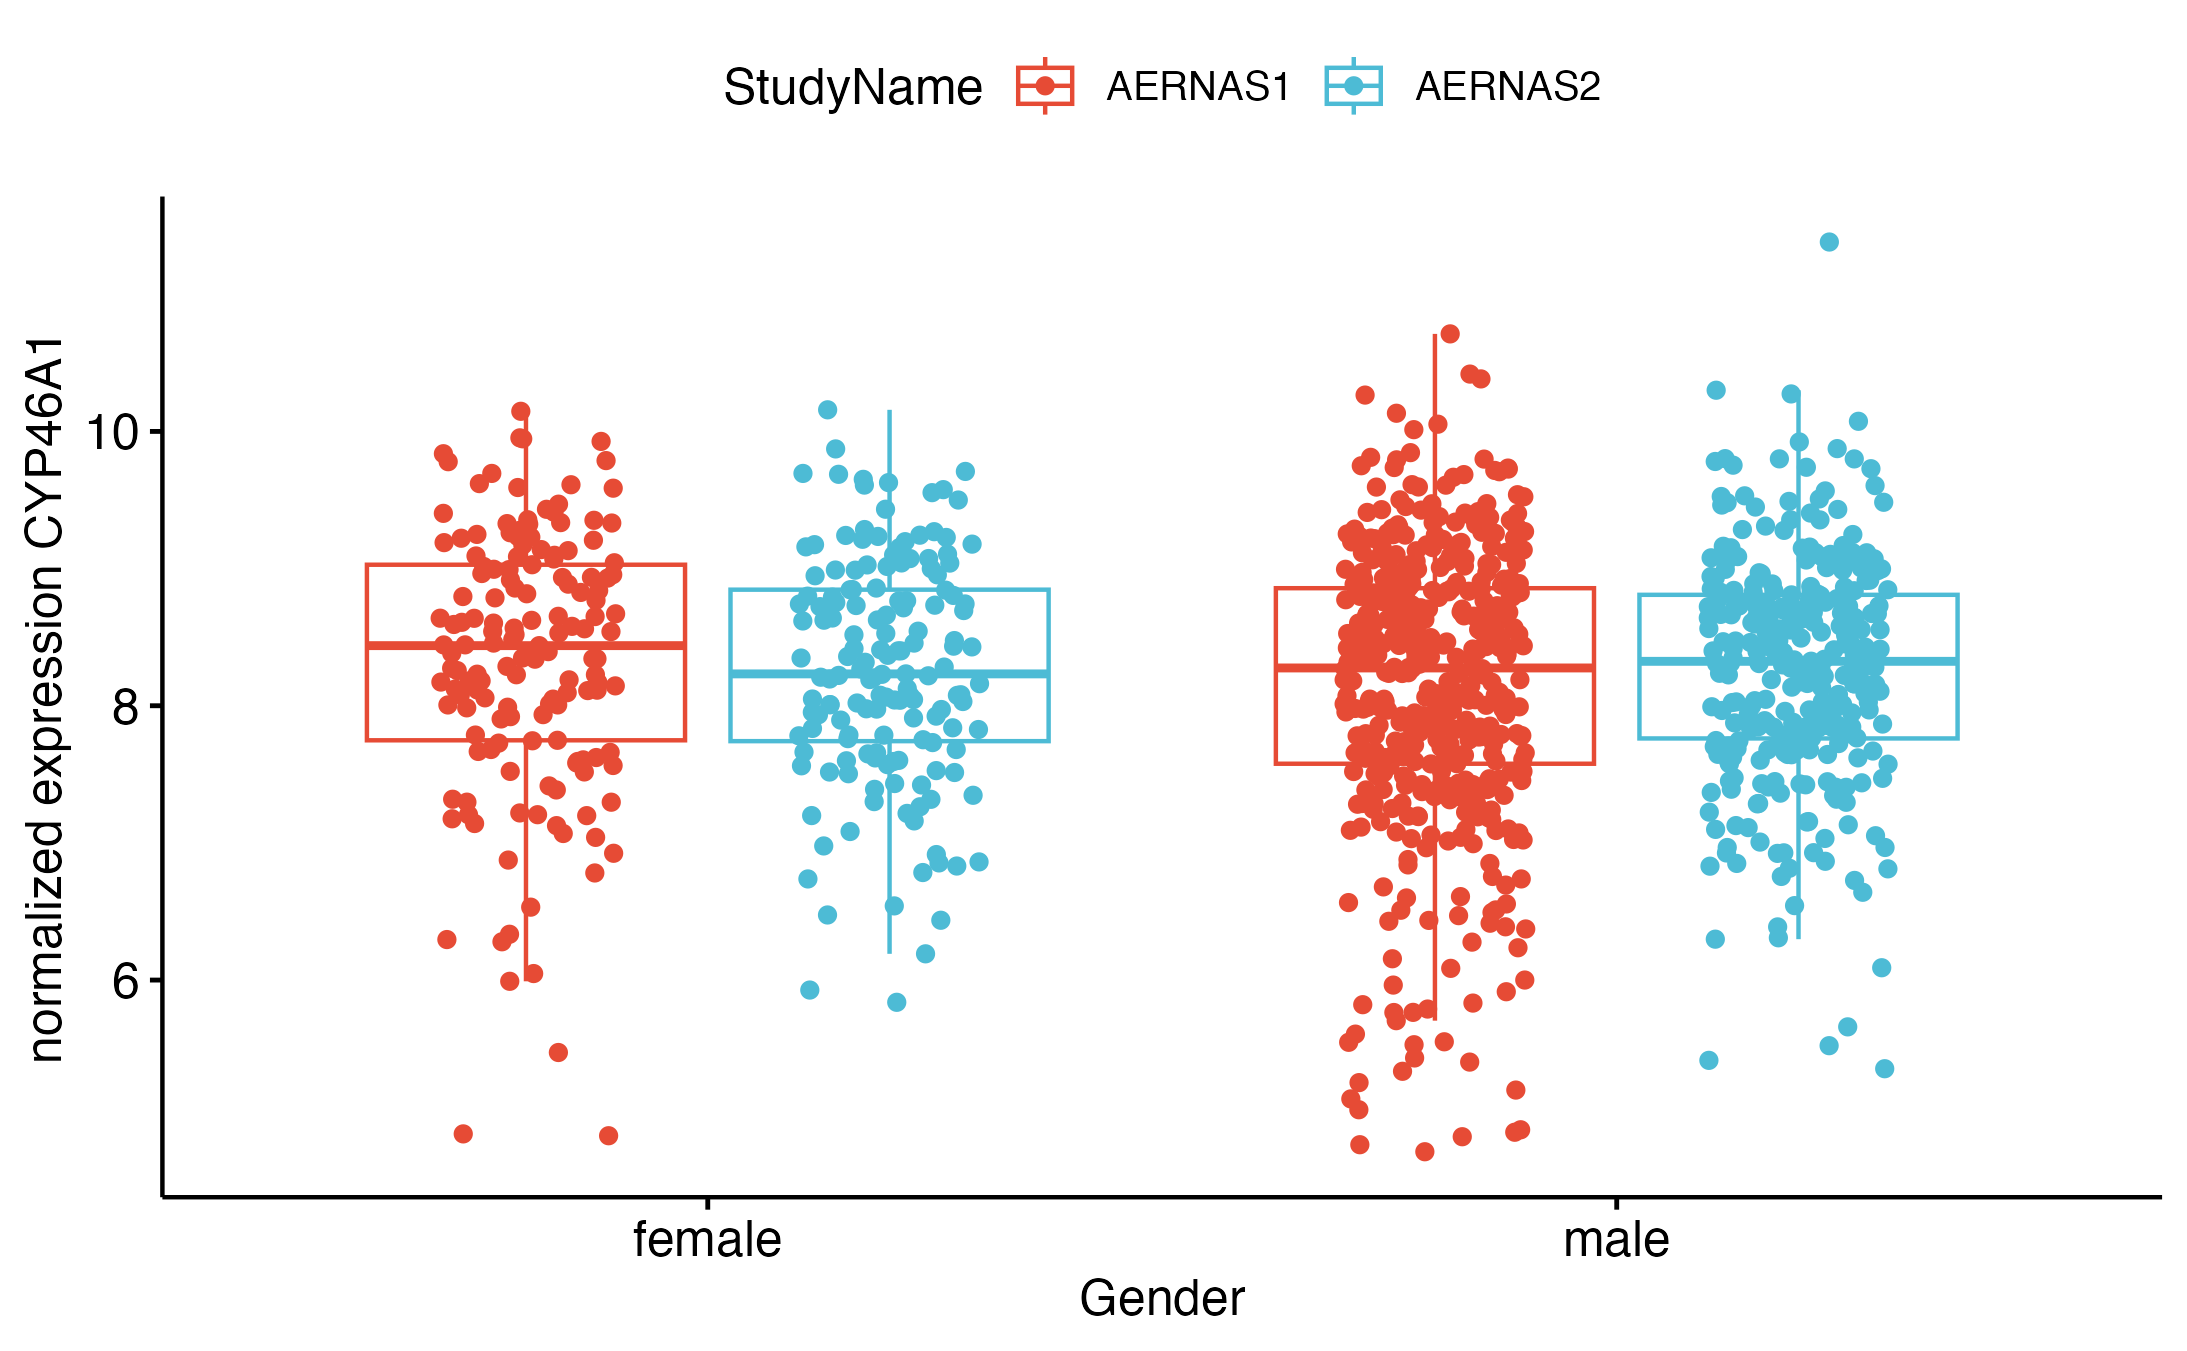 StudyName AERNAS1 AERNAS2
normalized expression CYP46A1
10
8
6
female male
Gender